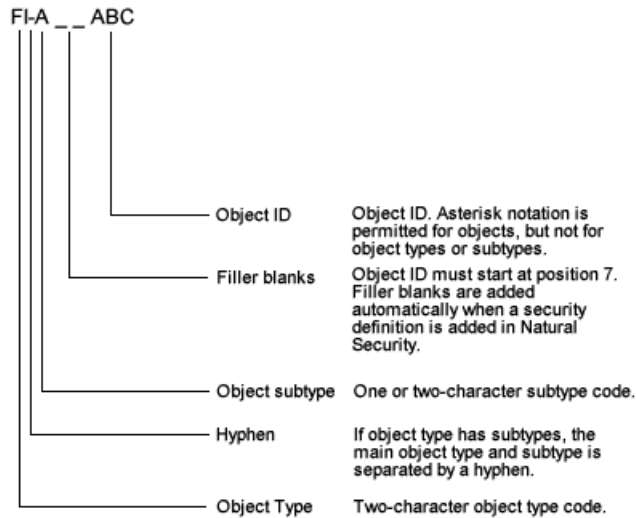 FI-A _ _ ABC
Object ID
Object ID. Asterisk notation is
permitted for objects, but not for
object types or subtypes.
Filler blanks
Object ID must start at position 7.
Filler blanks are added
automatically when a security
definition is added in Natural
Security.
Object subtype
One or two-character subtype code.
Hyphen
If object type has subtypes, the
main object type and subtype is
separated by a hyphen.
Object Type
Two-character object type code.